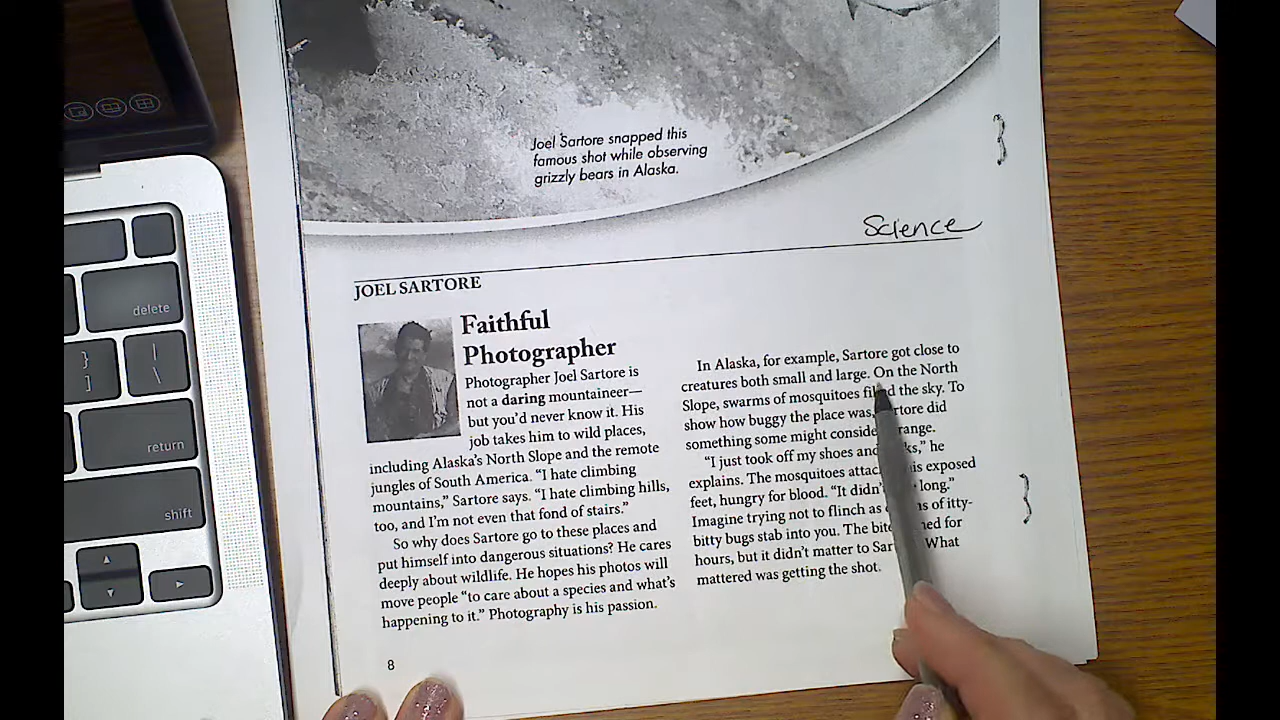 Joel Sartore snapped this
famous shot while observing
grizzly bears in Alaska.
Science
JOEL SARTORE
Faithful
Photographer
Photographer Joel Sartore is
not a daring mountaineer—
but you'd never know it. His
job takes him to wild places,
including Alaska's North Slope and the remote
jungles of South America. "I hate climbing
mountains," Sartore says. "I hate climbing hills,
too, and I'm not even that fond of stairs."
So why does Sartore go to these places and
put himself into dangerous situations? He cares
deeply about wildlife. He hopes his photos will
move people "to care about a species and what's
happening to it." Photography is his passion.
In Alaska, for example, Sartore got close to
creatures both small and large. On the North
Slope, swarms of mosquitoes filled the sky. To
show how buggy the place was, Sartore did
something some might consider
"I just took off my shoes and " he
explains. The mosquitoes exposed
feet, hungry for blood. "It long."
Imagine trying not to flinch as of itty-
bitty bugs stab into you. The for
hours, but it didn't matter to What
mattered was getting the shot.
8
delete
}
]
|
\
return
shift